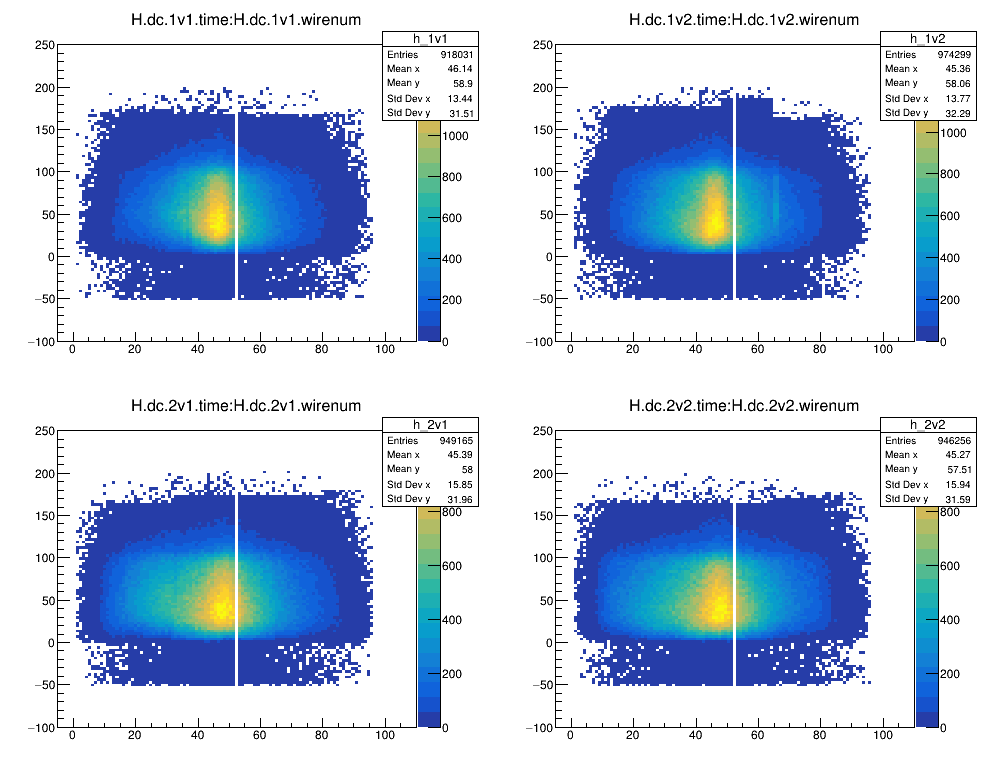 H.dc.1v1.time:H.dc.1v1.wirenum
h_1v1
Entries 918031
Mean x 46.14
Mean y 58.9
Std Dev x 13.44
Std Dev y 31.51
250
200
150
100
50
0
−50
−100
0 20 40 60 80 100
1000
800
600
400
200
0
H.dc.1v2.time:H.dc.1v2.wirenum
h_1v2
Entries 974299
Mean x 45.36
Mean y 58.06
Std Dev x 13.77
Std Dev y 32.29
250
200
150
100
50
0
−50
−100
0 20 40 60 80 100
1000
800
600
400
200
0
H.dc.2v1.time:H.dc.2v1.wirenum
h_2v1
Entries 949165
Mean x 45.39
Mean y 58
Std Dev x 15.85
Std Dev y 31.96
250
200
150
100
50
0
−50
−100
0 20 40 60 80 100
800
600
400
200
0
H.dc.2v2.time:H.dc.2v2.wirenum
h_2v2
Entries 946256
Mean x 45.27
Mean y 57.51
Std Dev x 15.94
Std Dev y 31.59
250
200
150
100
50
0
−50
−100
0 20 40 60 80 100
800
600
400
200
0